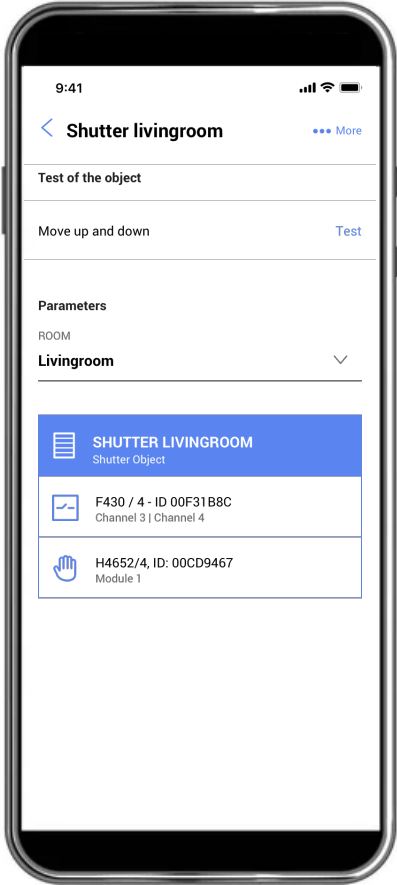 9:41
Shutter livingroom
More
Test of the object
Move up and down
Test
Parameters
ROOM
Livingroom
SHUTTER LIVINGROOM
Shutter Object
F430 / 4 - ID 00F31B8C
Channel 3 | Channel 4
H4652/4, ID: 00CD9467
Module 1